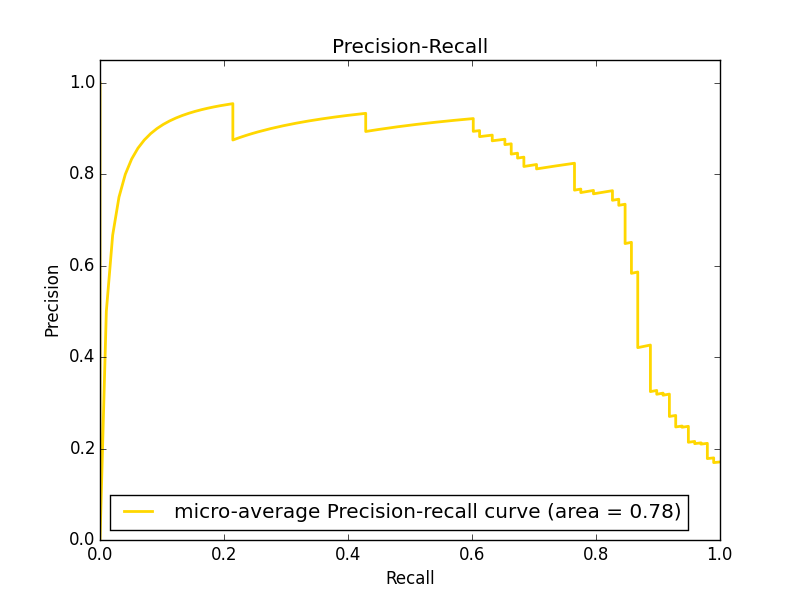 Precision-Recall
1.0
0.8
0.6
0.4
0.2
0.0
Precision
micro-average Precision-recall curve (area = 0.78)
0.0 0.2 0.4 0.6 0.8 1.0
Recall